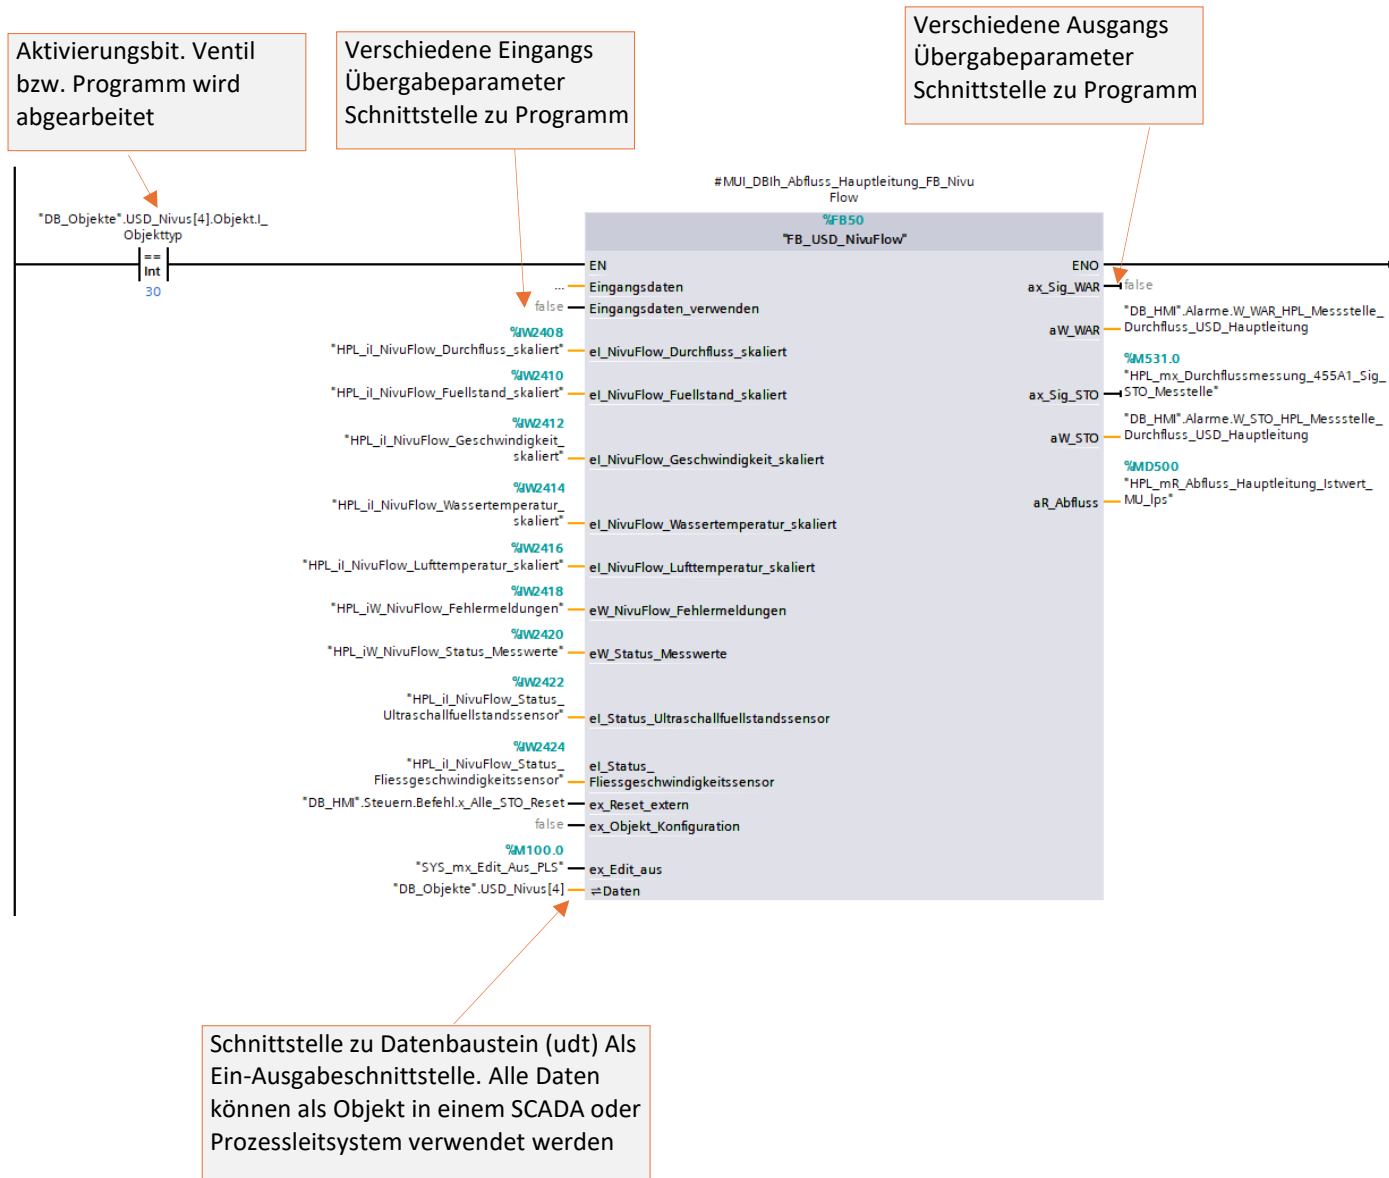 Aktivierungsbit. Ventil
bzw. Programm wird
abgearbeitet
Verschiedene Eingangs
Übergabeparameter
Schnittstelle zu Programm
Verschiedene Ausgangs
Übergabeparameter
Schnittstelle zu Programm
#MUI_DBIh_Abfluss_Hauptleitung_FB_Nivu
Flow
"DB_Objekte".USD_Nivus[4].Objekt.I_
Objekttyp
==
Int
30
%FB50
"FB_USD_NivuFlow"
EN
... Eingangsdaten
false Eingangsdaten_verwenden
%IW2408
"HPL_iI_NivuFlow_Durchfluss_skaliert" eI_NivuFlow_Durchfluss_skaliert
%IW2410
"HPL_iI_NivuFlow_Fuellstand_skaliert" eI_NivuFlow_Fuellstand_skaliert
%IW2412
"HPL_iI_NivuFlow_Geschwindigkeit_
skaliert" eI_NivuFlow_Geschwindigkeit_skaliert
%IW2414
"HPL_iI_NivuFlow_Wassertemperatur_
skaliert" eI_NivuFlow_Wassertemperatur_skaliert
%IW2416
"HPL_iI_NivuFlow_Lufttemperatur_skaliert" eI_NivuFlow_Lufttemperatur_skaliert
%IW2418
"HPL_iW_NivuFlow_Fehlermeldungen" eW_NivuFlow_Fehlermeldungen
%IW2420
"HPL_iW_NivuFlow_Status_Messwerte" eW_Status_Messwerte
%IW2422
"HPL_iI_NivuFlow_Status_
Ultraschallfuellstandssensor" eI_Status_Ultraschallfuellstandssensor
%IW2424
"HPL_iI_NivuFlow_Status_ eI_Status_
Fliessgeschwindigkeitssensor" Fliessgeschwindigkeitssensor
"DB_HMI".Steuern.Befehl.x_Alle_STO_Reset ex_Reset_extern
false ex_Objekt_Konfiguration
%M100.0
"SYS_mx_Edit_Aus_PLS" ex_Edit_aus
"DB_Objekte".USD_Nivus[4] ⇌Daten
ENO
ax_Sig_WAR false
"DB_HMI".Alarme.W_WAR_HPL_Messstelle_
aW_WAR Durchfluss_USD_Hauptleitung
%M531.0
"HPL_mx_Durchflussmessung_455A1_Sig_
ax_Sig_STO STO_Messtelle"
"DB_HMI".Alarme.W_STO_HPL_Messstelle_
aW_STO Durchfluss_USD_Hauptleitung
%MD500
"HPL_mR_Abfluss_Hauptleitung_Istwert_
aR_Abfluss MU_lps"
Schnittstelle zu Datenbaustein (udt) Als
Ein-Ausgabeschnittstelle. Alle Daten
können als Objekt in einem SCADA oder
Prozessleitsystem verwendet werden